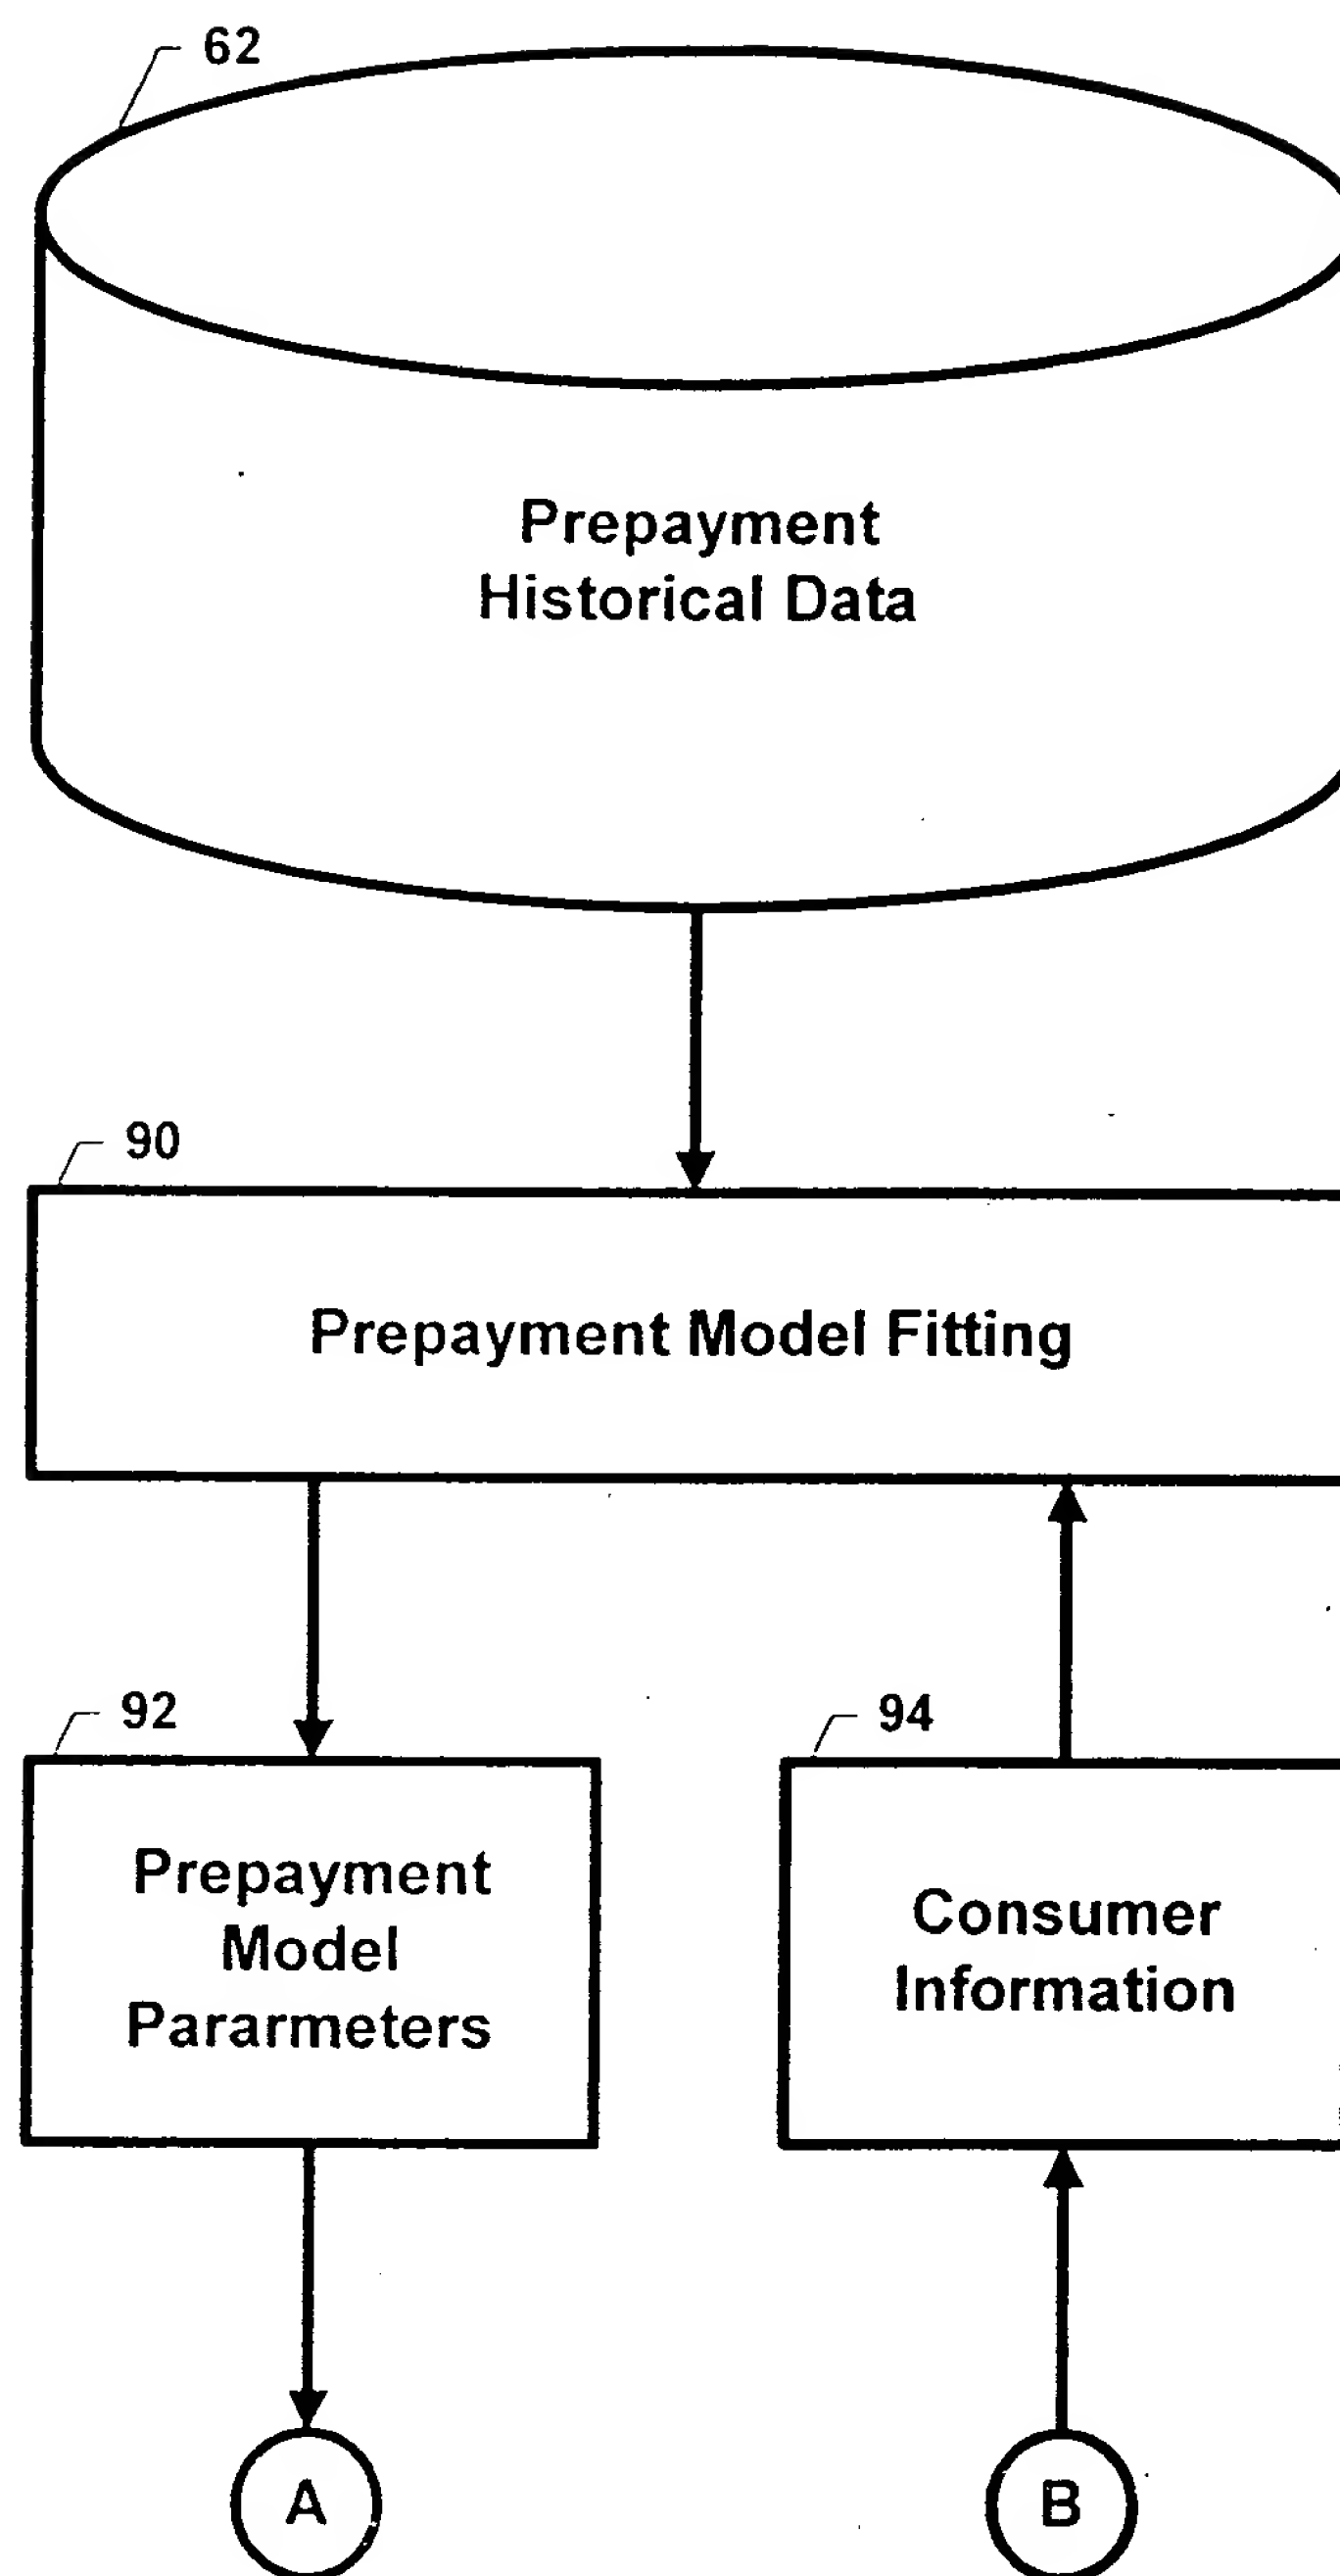 62
Prepayment
Historical Data
90
Prepayment Model Fitting
92
94
Prepayment
Model
Pararmeters
Consumer
Information
A
B